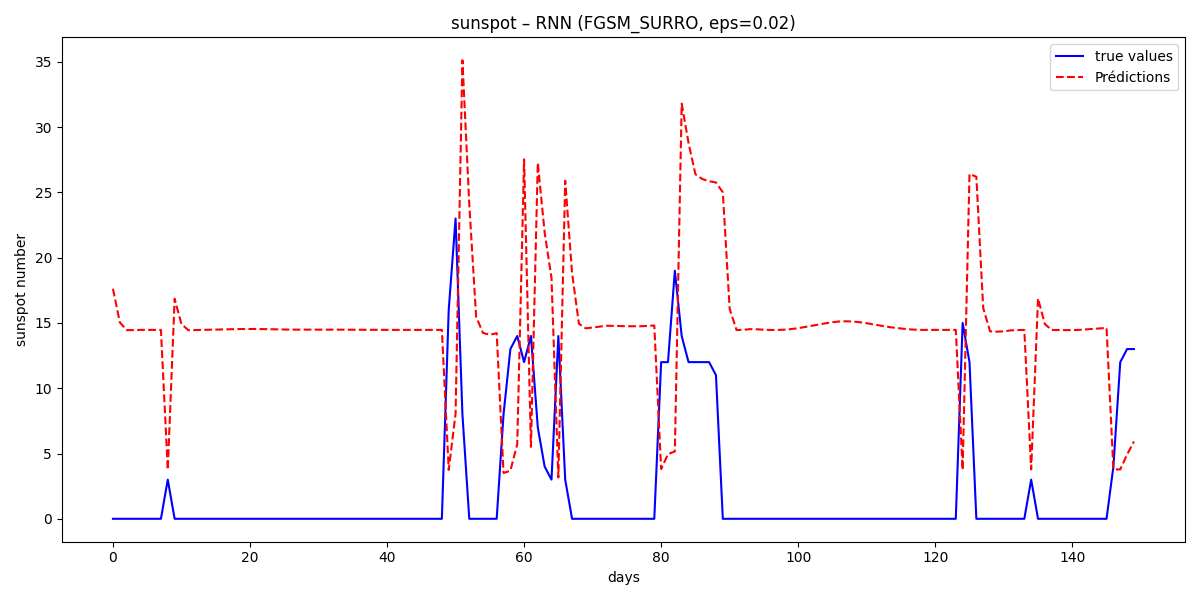 sunspot – RNN (FGSM_SURRO, eps=0.02)
true values
Prédictions
sunspot number
35
30
25
20
15
10
5
0
0 20 40 60 80 100 120 140
days